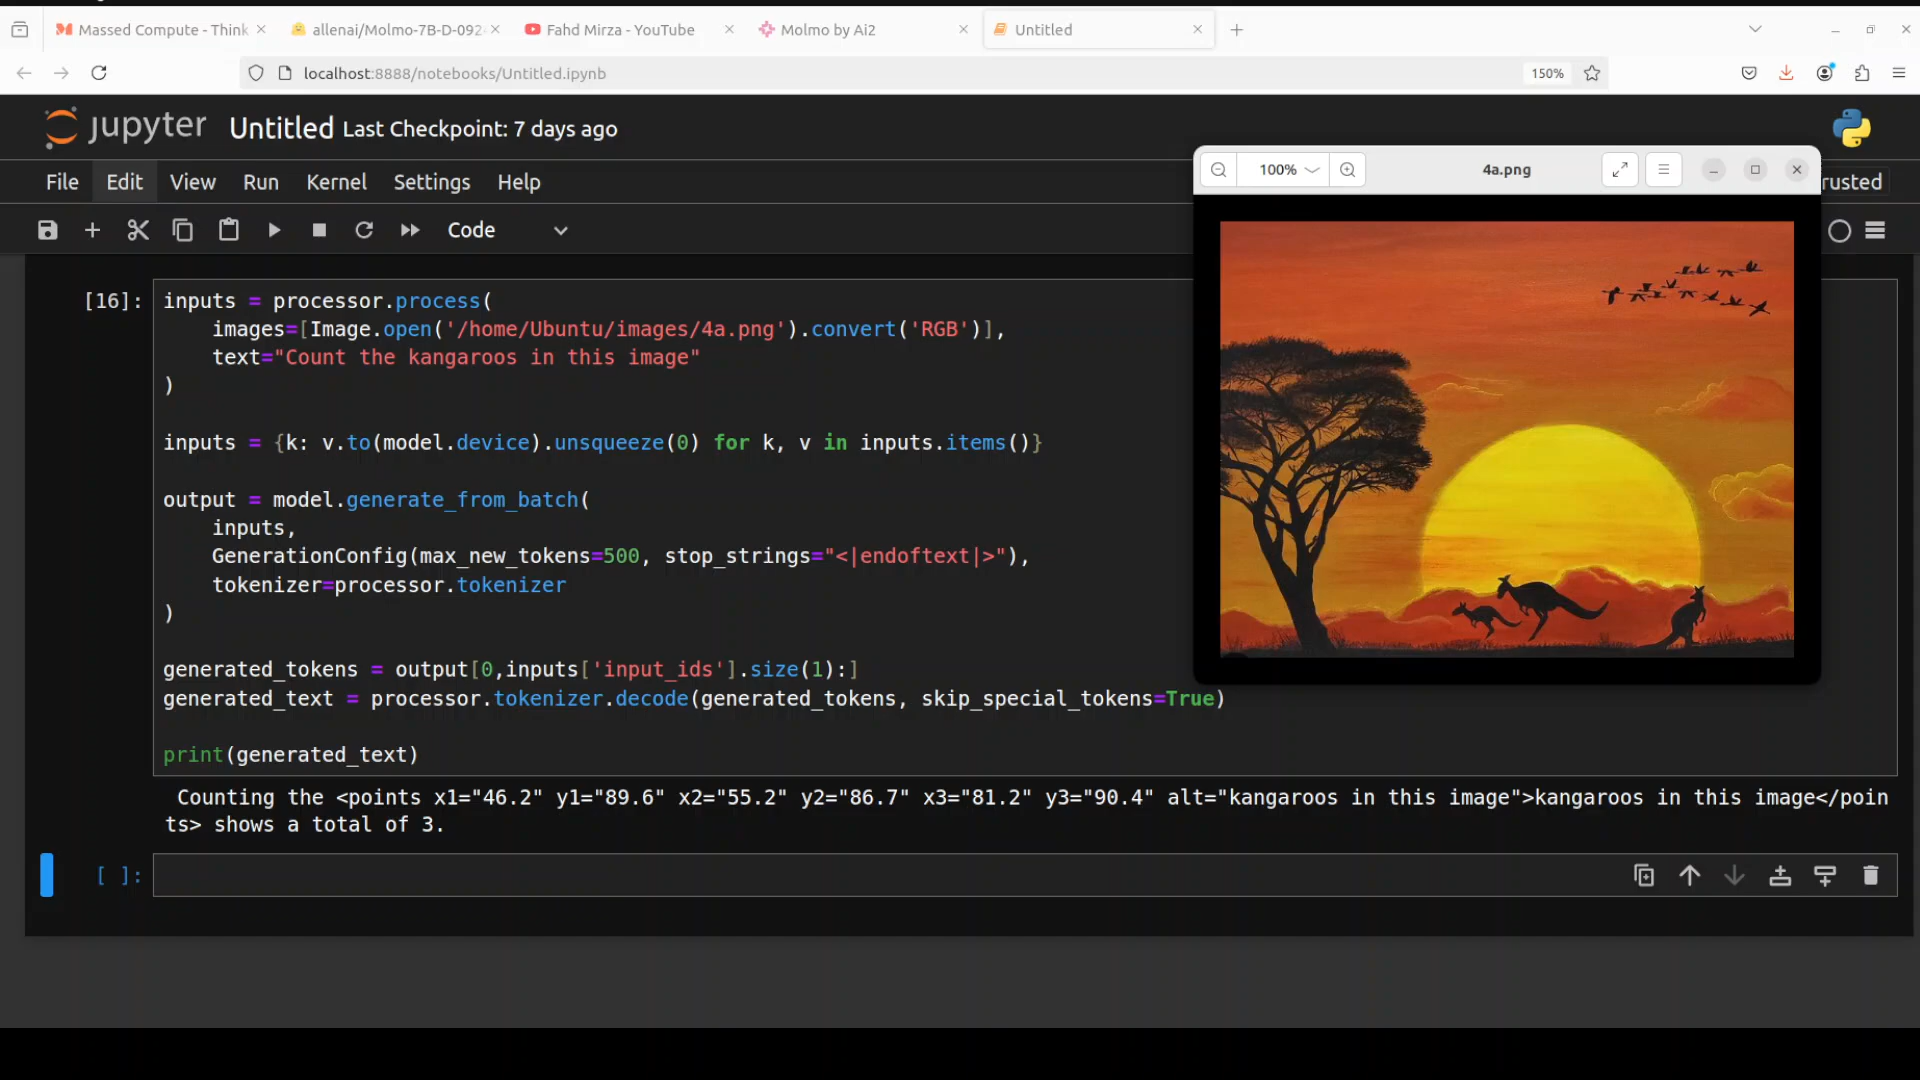 Massed Compute - Think
allenai/Molmo-7B-D-092
Fahd Mirza - YouTube
Molmo by Ai2
Untitled
localhost:8888/notebooks/Untitled.ipynb
150%
jupyter Untitled Last Checkpoint: 7 days ago
File Edit View Run Kernel Settings Help
rusted
Code
100%
4a.png
[16]:
inputs = processor.process(
    images=[Image.open('/home/Ubuntu/images/4a.png').convert('RGB')],
    text="Count the kangaroos in this image"
)
inputs = {k: v.to(model.device).unsqueeze(0) for k, v in inputs.items()}
output = model.generate_from_batch(
    inputs,
    GenerationConfig(max_new_tokens=500, stop_strings="<|endoftext|>"),
    tokenizer=processor.tokenizer
)
generated_tokens = output[0,inputs['input_ids'].size(1):]
generated_text = processor.tokenizer.decode(generated_tokens, skip_special_tokens=True)
print(generated_text)
Counting the <points x1="46.2" y1="89.6" x2="55.2" y2="86.7" x3="81.2" y3="90.4" alt="kangaroos in this image">kangaroos in this image</poin
ts> shows a total of 3.
[ ]: